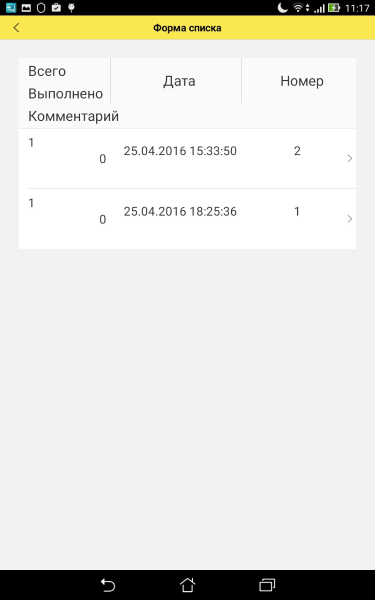 11:17
Форма списка
Всего
Дата
Номер
Выполнено
Комментарий
1
0
25.04.2016 15:33:50
2
1
0
25.04.2016 18:25:36
1